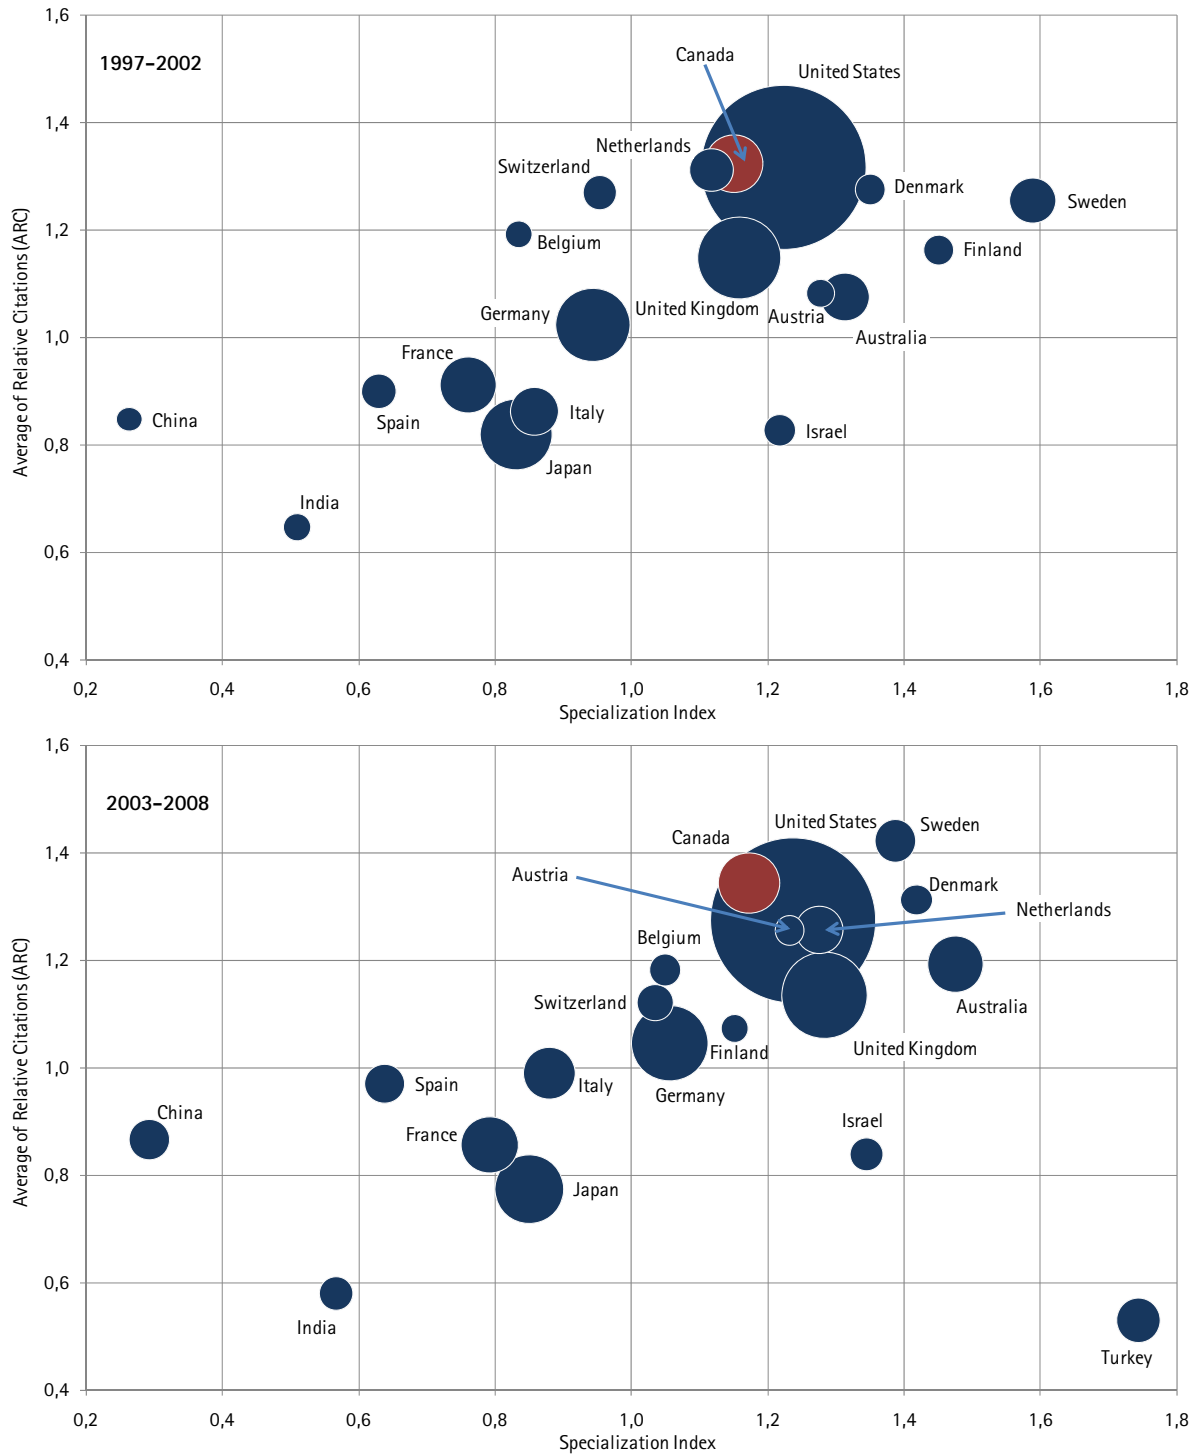 1,6
1997–2002
Canada
United States
1,4
Netherlands
Switzerland
Denmark
Sweden
1,2
Belgium
Finland
Germany
United Kingdom
Austria
1,0
Australia
France
China
Spain
Italy
Israel
0,8
Japan
India
0,6
0,4
Average of Relative Citations (ARC)
0,2 0,4 0,6 0,8 1,0 1,2 1,4 1,6 1,8
Specialization Index
1,6
2003–2008
United States
Sweden
Canada
1,4
Austria
Denmark
Netherlands
Belgium
1,2
Switzerland
Australia
Finland
United Kingdom
1,0
Spain
Italy
Germany
China
France
Israel
0,8
Japan
0,6
India
Turkey
0,4
Average of Relative Citations (ARC)
0,2 0,4 0,6 0,8 1,0 1,2 1,4 1,6 1,8
Specialization Index